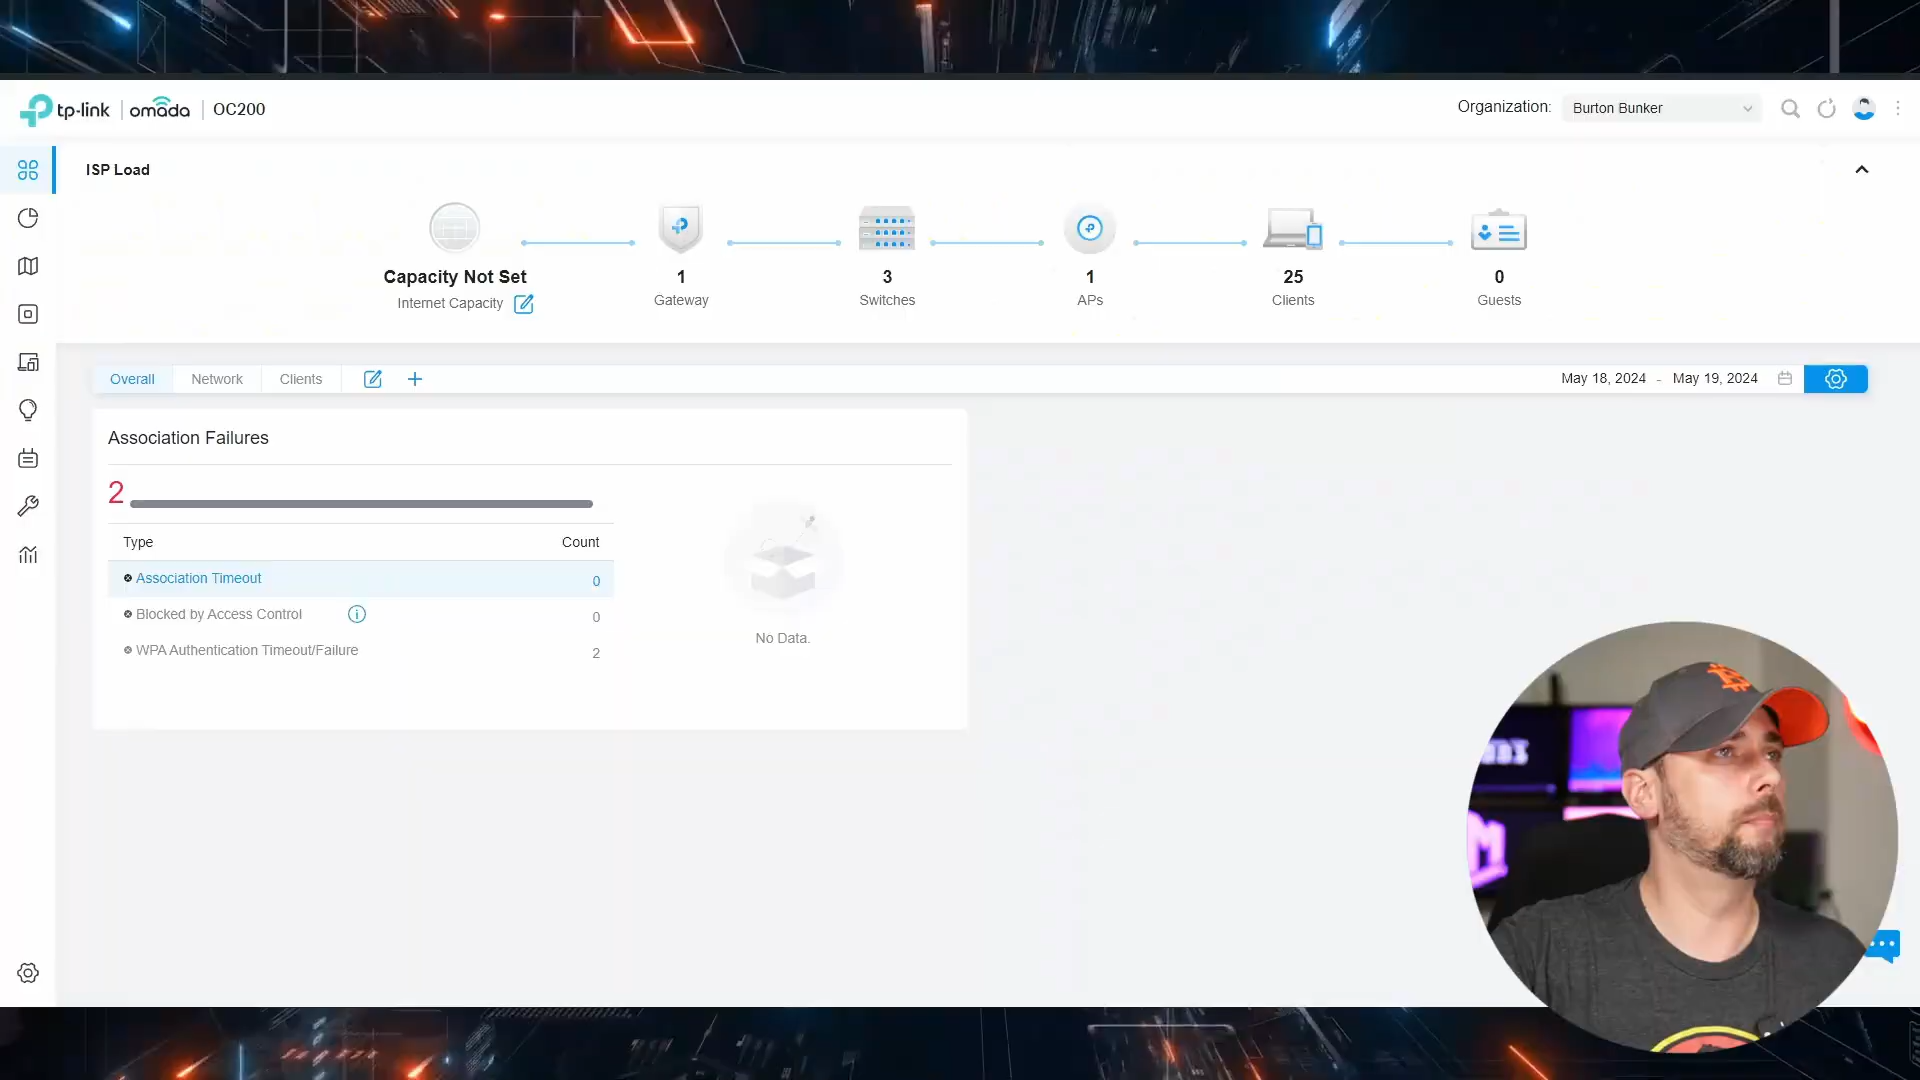 tp-link | omada | OC200
Organization: Burton Bunker
ISP Load
Capacity Not Set
Internet Capacity
1
Gateway
3
Switches
1
APs
25
Clients
0
Guests
Overall Network Clients
May 18, 2024 - May 19, 2024
Association Failures
2
Type Count
Association Timeout 0
Blocked by Access Control 0
WPA Authentication Timeout/Failure 2
No Data.